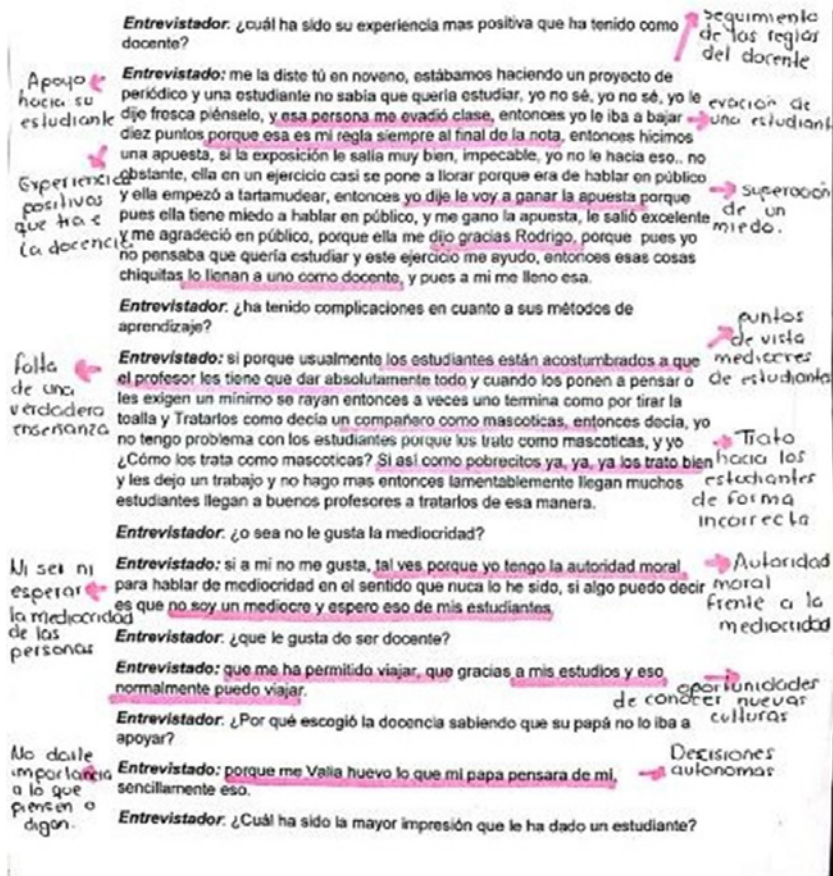 Entrevistador: ¿cuál ha sido su experiencia mas positiva que ha tenido como
docente?
seguimiento
de las reglas
del docente
Entrevistado: me la diste tú en noveno, estábamos haciendo un proyecto de
periódico y una estudiante no sabia que quería estudiar, yo no sé, yo no sé, yo le
dije fresca piénselo, y esa persona me evadió clase, entonces yo le iba a bajar
diez puntos porque esa es mi regla siempre al final de la nota, entonces hicimos
una apuesta, si la exposición le salía muy bien, impecable, yo no le hacia eso.. no
obstante, ella en un ejercicio casi se pone a llorar porque era de hablar en público
y ella empezó a tartamudear, entonces yo dije le voy a ganar la apuesta porque
pues ella tiene miedo a hablar en público, y me gano la apuesta, le salió excelente
y me agradeció en público, porque ella me dijo gracias Rodrigo, porque pues yo
no pensaba que quería estudiar y este ejercicio me ayudo, entonces esas cosas
chiquitas lo llenan a uno como docente, y pues a mi me lleno esa.
Apoyo
hacia su
estudiante
Experiencias
positivas
que trae
la docencia
evación de
una estudiante
superación
de un
miedo.
Entrevistador: ¿ha tenido complicaciones en cuanto a sus métodos de
aprendizaje?
Entrevistado: si porque usualmente los estudiantes están acostumbrados a que
el profesor les tiene que dar absolutamente todo y cuando los ponen a pensar o
les exigen un mínimo se rayan entonces a veces uno termina como por tirar la
toalla y Tratarlos como decía un compañero como mascoticas, entonces decía, yo
no tengo problema con los estudiantes porque los trato como mascoticas, y yo
¿Cómo los trata como mascoticas? Si así como pobrecitos ya, ya, ya los trato bien
y les dejo un trabajo y no hago mas entonces lamentablemente llegan muchos
estudiantes llegan a buenos profesores a tratarlos de esa manera.
falta
de una
verdadera
enseñanza
puntos
de vista
mediocres
de estudiante
Trato
hacia los
estudiantes
de forma
incorrecta
Entrevistador: ¿o sea no le gusta la mediocridad?
Entrevistado: si a mi no me gusta, tal ves porque yo tengo la autoridad moral
para hablar de mediocridad en el sentido que nuca lo he sido, si algo puedo decir
es que no soy un mediocre y espero eso de mis estudiantes.
Ni ser ni
esperar
la mediocridad
de las
personas
Autoridad
moral
frente a la
mediocridad
Entrevistador: ¿que le gusta de ser docente?
Entrevistado: que me ha permitido viajar, que gracias a mis estudios y eso
normalmente puedo viajar.
oportunidades
de conocer nuevas
culturas
Entrevistador: ¿Por qué escogió la docencia sabiendo que su papá no lo iba a
apoyar?
Entrevistado: porque me Valía huevo lo que mi papa pensara de mi,
sencillamente eso.
No darle
importancia
a lo que
piensen o
digan.
Decisiones
autonomas
Entrevistador: ¿Cuál ha sido la mayor impresión que le ha dado un estudiante?